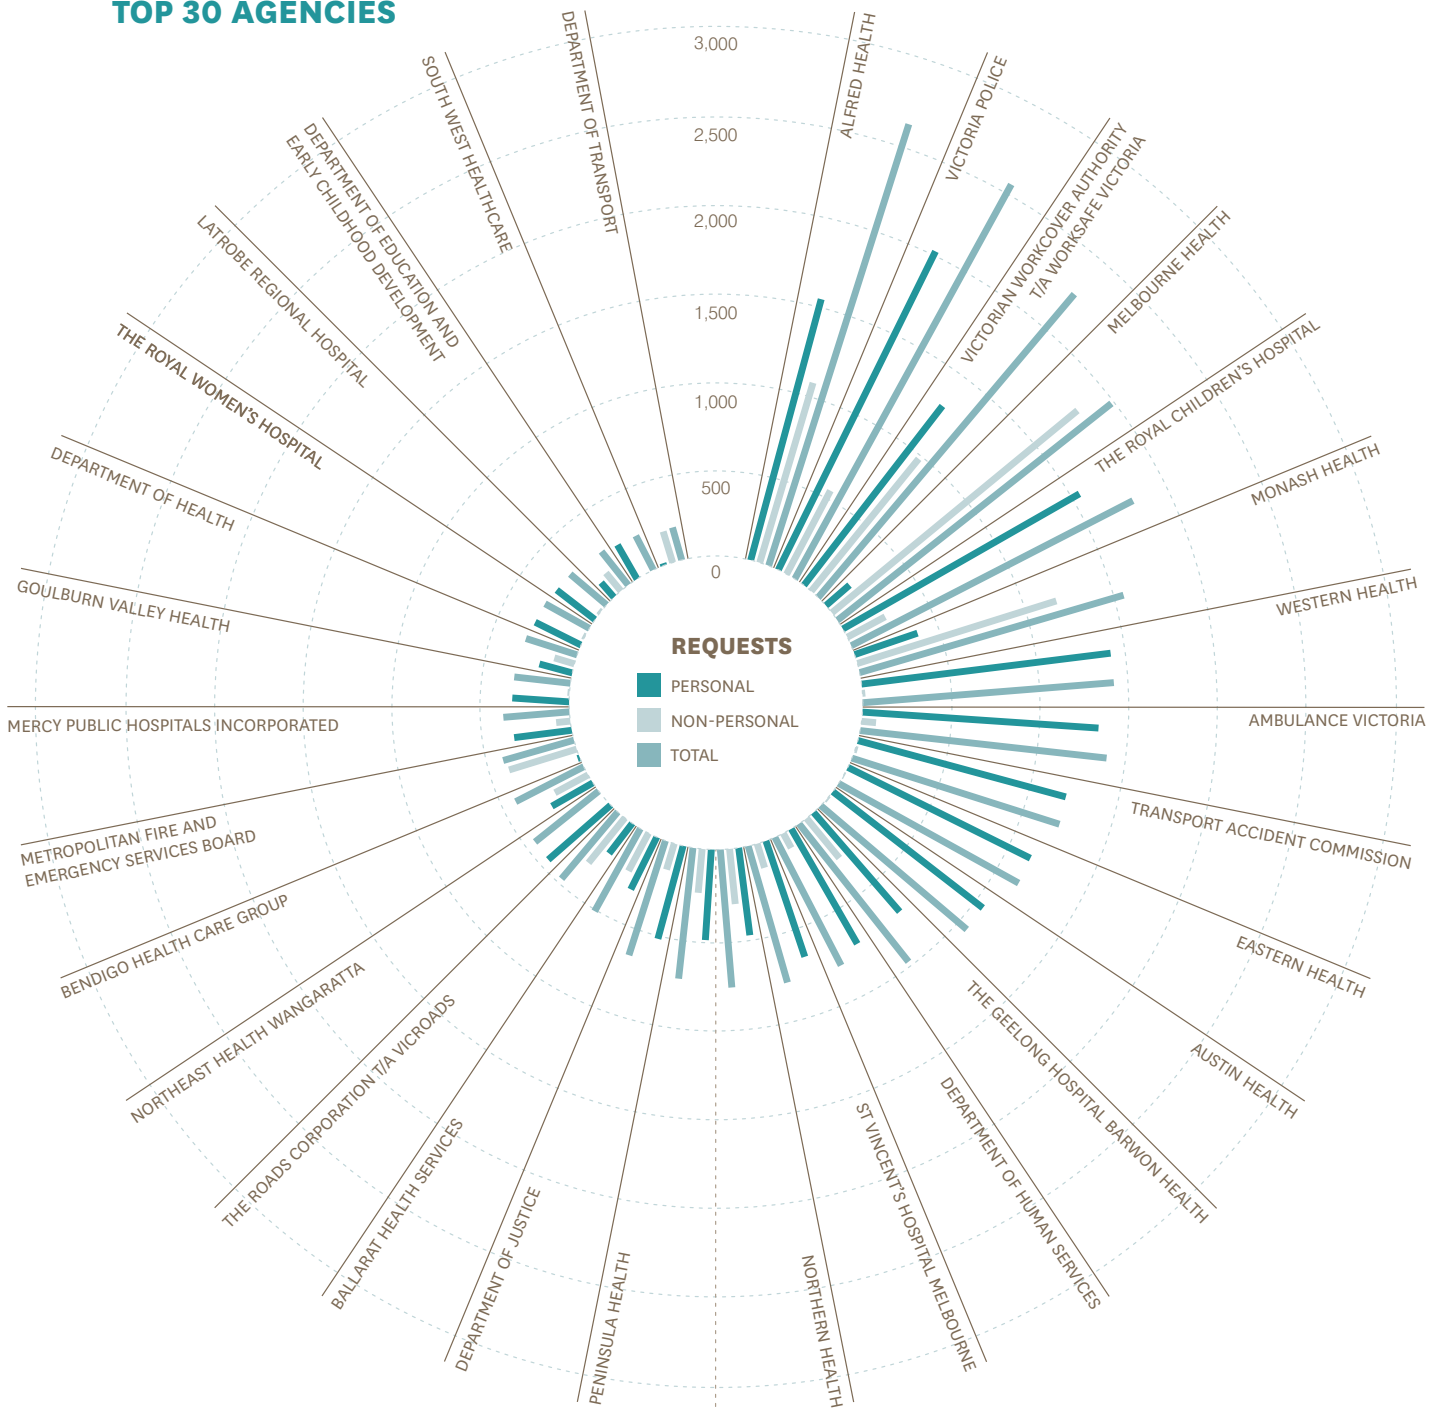 TOP 30 AGENCIES
3,000
2,500
2,000
1,500
1,000
500
0
REQUESTS
PERSONAL
NON-PERSONAL
TOTAL
ALFRED HEALTH
VICTORIA POLICE
VICTORIAN WORKCOVER AUTHORITY
T/A WORKSAFE VICTORIA
MELBOURNE HEALTH
THE ROYAL CHILDREN'S HOSPITAL
MONASH HEALTH
WESTERN HEALTH
AMBULANCE VICTORIA
TRANSPORT ACCIDENT COMMISSION
EASTERN HEALTH
AUSTIN HEALTH
THE GEELONG HOSPITAL BARWON HEALTH
DEPARTMENT OF HUMAN SERVICES
ST VINCENT'S HOSPITAL MELBOURNE
NORTHERN HEALTH
PENINSULA HEALTH
DEPARTMENT OF JUSTICE
BALLARAT HEALTH SERVICES
THE ROADS CORPORATION T/A VICROADS
NORTHEAST HEALTH WANGARATTA
BENDIGO HEALTH CARE GROUP
METROPOLITAN FIRE AND
EMERGENCY SERVICES BOARD
MERCY PUBLIC HOSPITALS INCORPORATED
GOULBURN VALLEY HEALTH
DEPARTMENT OF HEALTH
THE ROYAL WOMEN'S HOSPITAL
LATROBE REGIONAL HOSPITAL
DEPARTMENT OF EDUCATION AND
EARLY CHILDHOOD DEVELOPMENT
SOUTH WEST HEALTHCARE
DEPARTMENT OF TRANSPORT